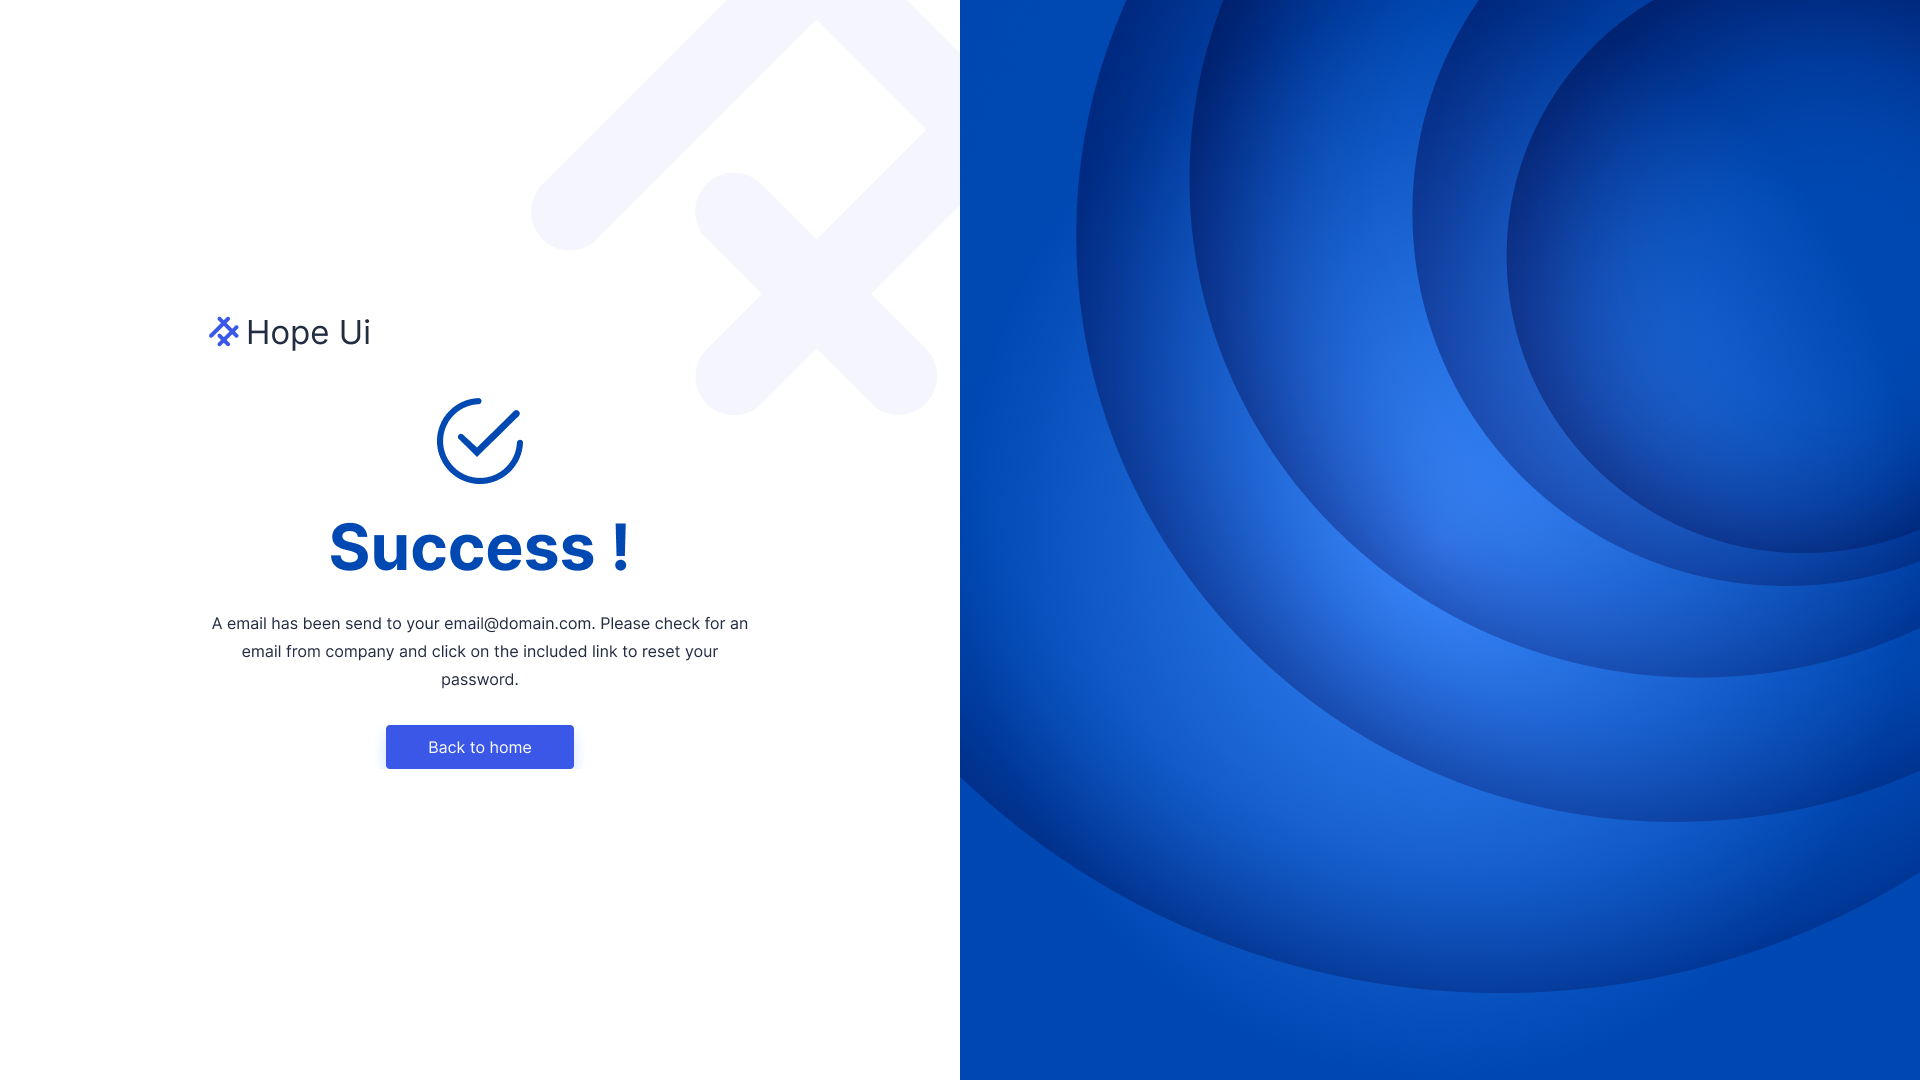 Hope Ui
Success !
A email has been send to your email@domain.com. Please check for an
email from company and click on the included link to reset your
password.
Back to home